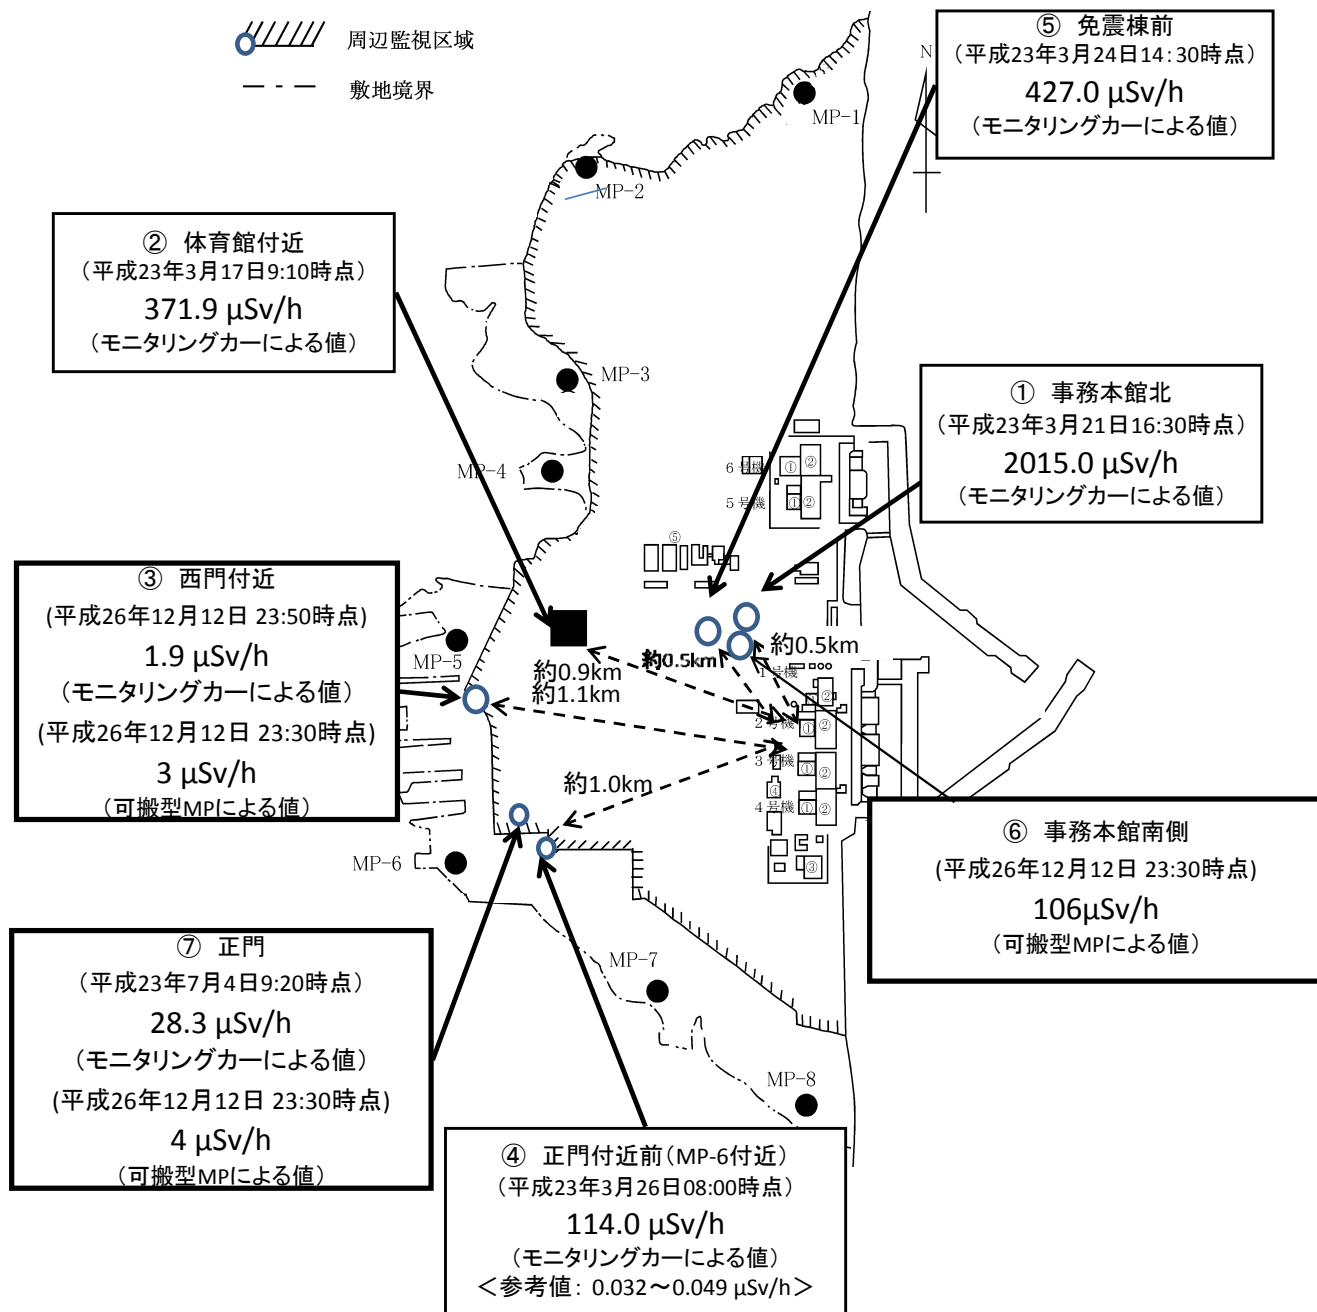 周辺監視区域
敷地境界
⑤ 免震棟前
(平成23年3月24日14:30時点)
427.0 μSv/h
(モニタリングカーによる値)
N
MP-1
MP-2
② 体育館付近
(平成23年3月17日9:10時点)
371.9 μSv/h
(モニタリングカーによる値)
MP-3
MP-4
① 事務本館北
(平成23年3月21日16:30時点)
2015.0 μSv/h
(モニタリングカーによる値)
6号機
① ②
5号機
① ②
⑤
③ 西門付近
(平成26年12月12日 23:50時点)
1.9 μSv/h
(モニタリングカーによる値)
(平成26年12月12日 23:30時点)
3 μSv/h
(可搬型MPによる値)
MP-5
約0.9km
約1.1km
約0.5km
約0.5km
1号機
②
2号機
① ②
3号機
① ②
④
4号機
① ②
③
約1.0km
MP-6
⑥ 事務本館南側
(平成26年12月12日 23:30時点)
106μSv/h
(可搬型MPによる値)
⑦ 正門
(平成23年7月4日9:20時点)
28.3 μSv/h
(モニタリングカーによる値)
(平成26年12月12日 23:30時点)
4 μSv/h
(可搬型MPによる値)
MP-7
MP-8
④ 正門付近前(MP-6付近)
(平成23年3月26日08:00時点)
114.0 μSv/h
(モニタリングカーによる値)
<参考値: 0.032~0.049 μSv/h>